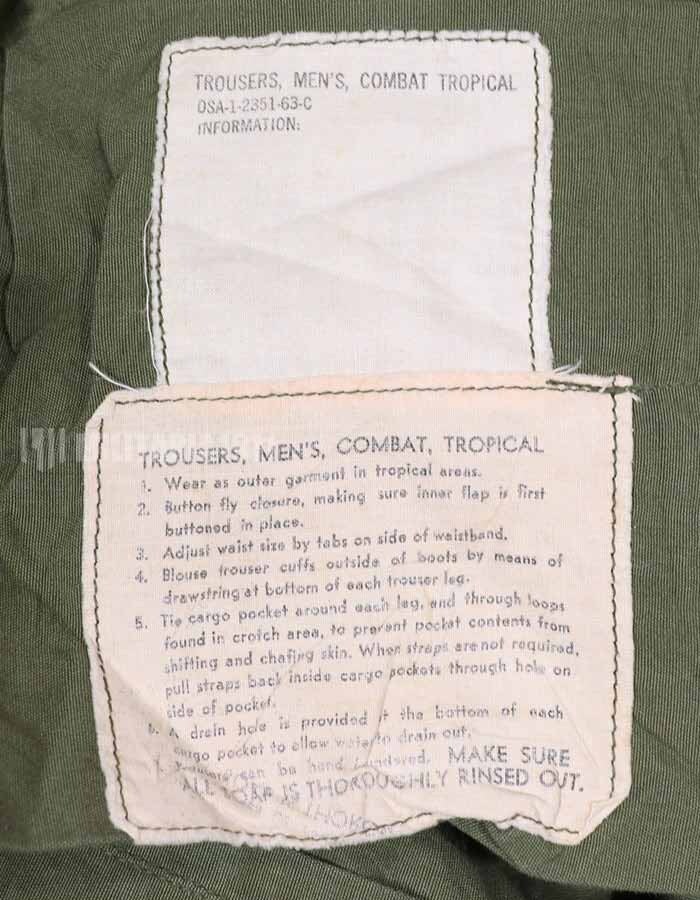 TROUSERS, MEN'S, COMBAT TROPICAL
OSA-1-2351-63-C
INFORMATION:
TROUSERS, MEN'S, COMBAT, TROPICAL
1. Wear as outer garment in tropical areas.
2. Button fly closure, making sure inner flap is first
buttoned in place.
3. Adjust waist size by tabs on side of waistband.
4. Blouse trouser cuffs outside of boots by means of
drawstring at bottom of each trouser leg.
5. Tie cargo pocket around each leg, and through loops
found in crotch area, to prevent pocket contents from
shifting and chafing skin. When straps are not required,
pull straps back inside cargo pockets through hole on
side of pocket.
6. A drain hole is provided at the bottom of each
cargo pocket to allow water to drain out.
Trousers can be hand laundered. MAKE SURE
ALL SOAP IS THOROUGHLY RINSED OUT.